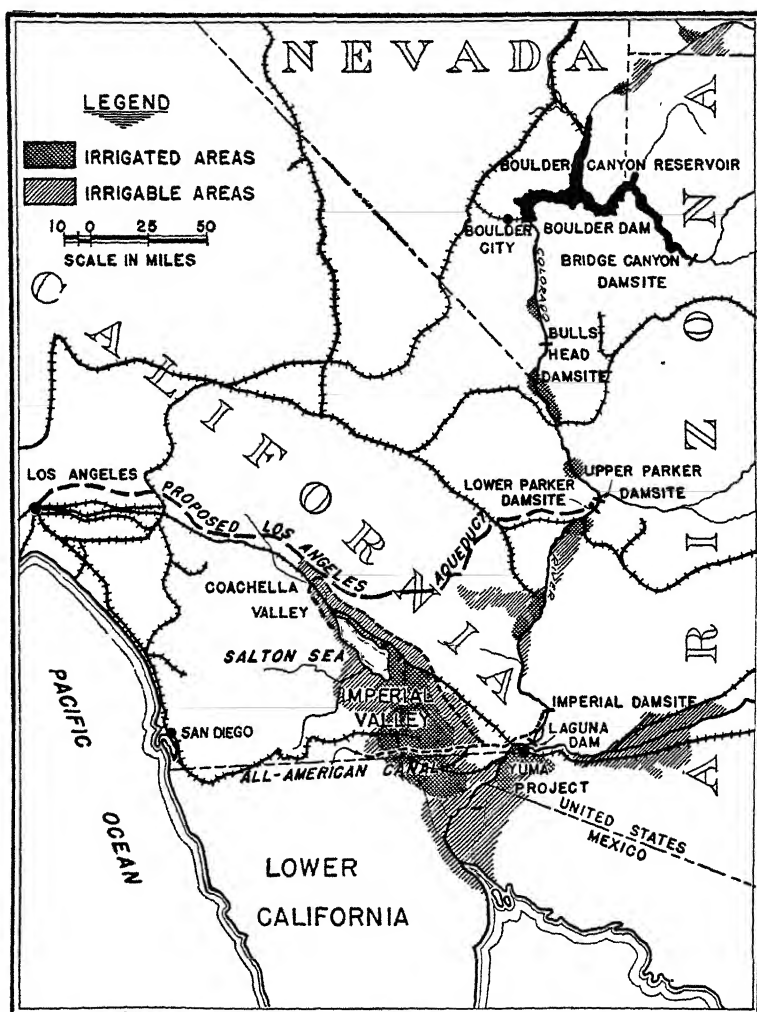 NEVADA
LEGEND
IRRIGATED AREAS
IRRIGABLE AREAS
10 0 25 50
SCALE IN MILES
BOULDER CANYON RESERVOIR
BOULDER CITY
BOULDER DAM
BRIDGE CANYON
DAMSITE
COLORADO
BULLS
HEAD
DAMSITE
CALIFORNIA
ARIZONA
LOS ANGELES
PROPOSED LOS ANGELES AQUEDUCT
LOWER PARKER
DAMSITE
UPPER PARKER
DAMSITE
RIVER
COACHELLA
VALLEY
SALTON SEA
IMPERIAL
VALLEY
IMPERIAL DAMSITE
LAGUNA
DAM
SAN DIEGO
ALL-AMERICAN CANAL
YUMA
PROJECT
UNITED STATES
MEXICO
PACIFIC
OCEAN
LOWER
CALIFORNIA